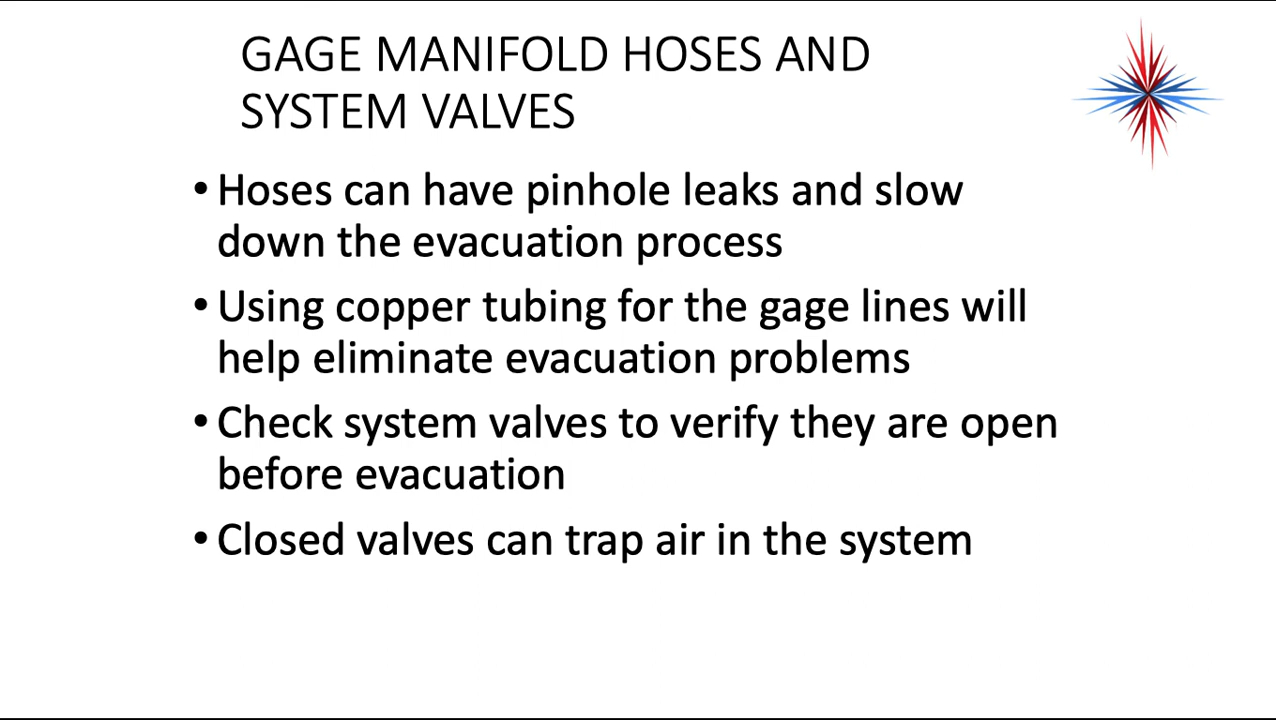 GAGE MANIFOLD HOSES AND
SYSTEM VALVES
• Hoses can have pinhole leaks and slow
down the evacuation process
• Using copper tubing for the gage lines will
help eliminate evacuation problems
• Check system valves to verify they are open
before evacuation
• Closed valves can trap air in the system